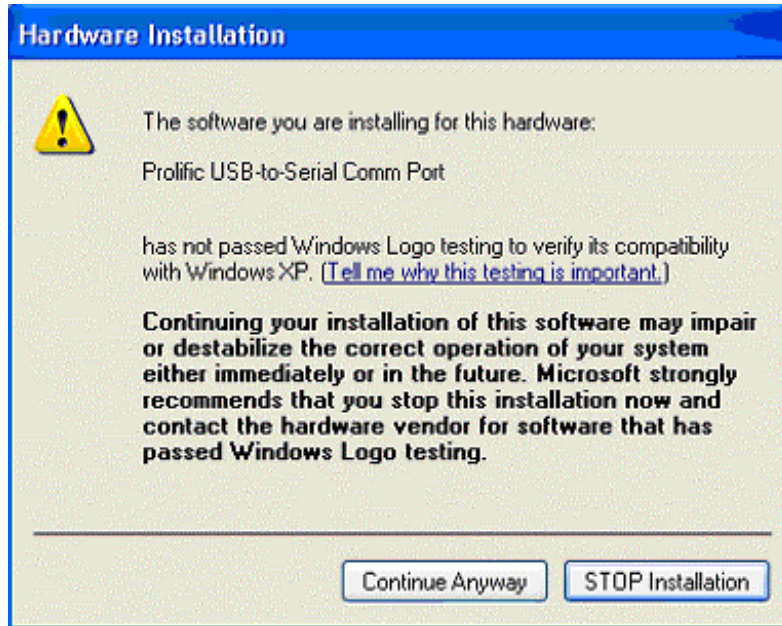 Hardware Installation
The software you are installing for this hardware:
Prolific USB-to-Serial Comm Port
has not passed Windows Logo testing to verify its compatibility
with Windows XP. (Tell me why this testing is important.)
Continuing your installation of this software may impair
or destabilize the correct operation of your system
either immediately or in the future. Microsoft strongly
recommends that you stop this installation now and
contact the hardware vendor for software that has
passed Windows Logo testing.
Continue Anyway
STOP Installation